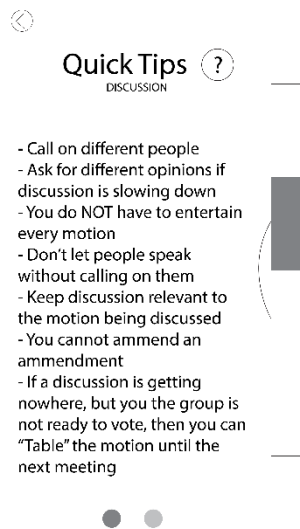 Quick Tips ?
DISCUSSION
- Call on different people
- Ask for different opinions if
discussion is slowing down
- You do NOT have to entertain
every motion
- Don't let people speak
without calling on them
- Keep discussion relevant to
the motion being discussed
- You cannot ammend an
ammendment
- If a discussion is getting
nowhere, but you the group is
not ready to vote, then you can
"Table" the motion until the
next meeting